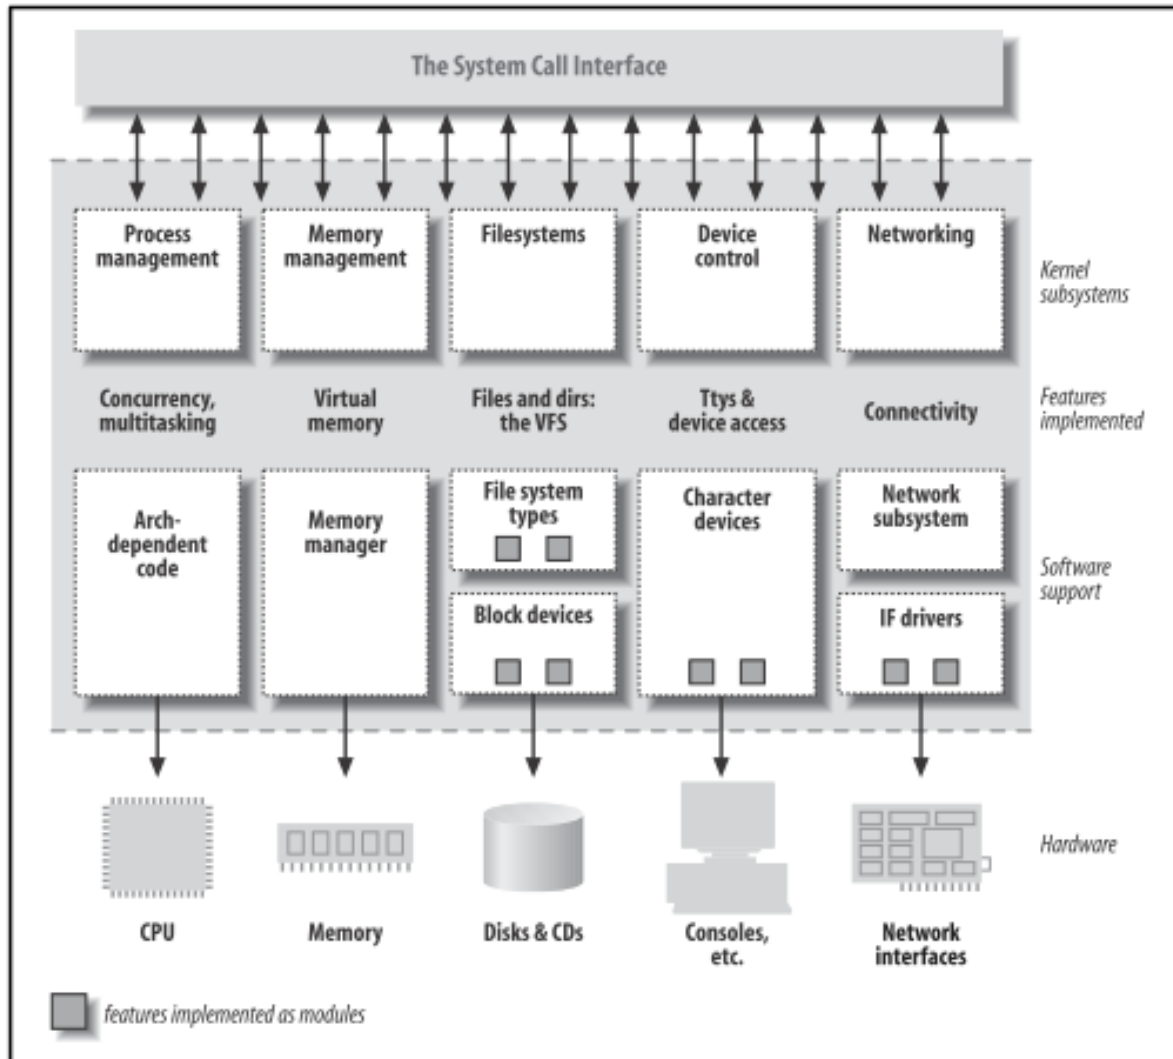 The System Call Interface
Process
management
Memory
management
Filesystems
Device
control
Networking
Kernel
subsystems
Concurrency,
multitasking
Virtual
memory
Files and dirs:
the VFS
Ttys &
device access
Connectivity
Features
implemented
Arch-
dependent
code
Memory
manager
File system
types
Block devices
Character
devices
Network
subsystem
IF drivers
Software
support
CPU
Memory
Disks & CDs
Consoles,
etc.
Network
interfaces
Hardware
features implemented as modules